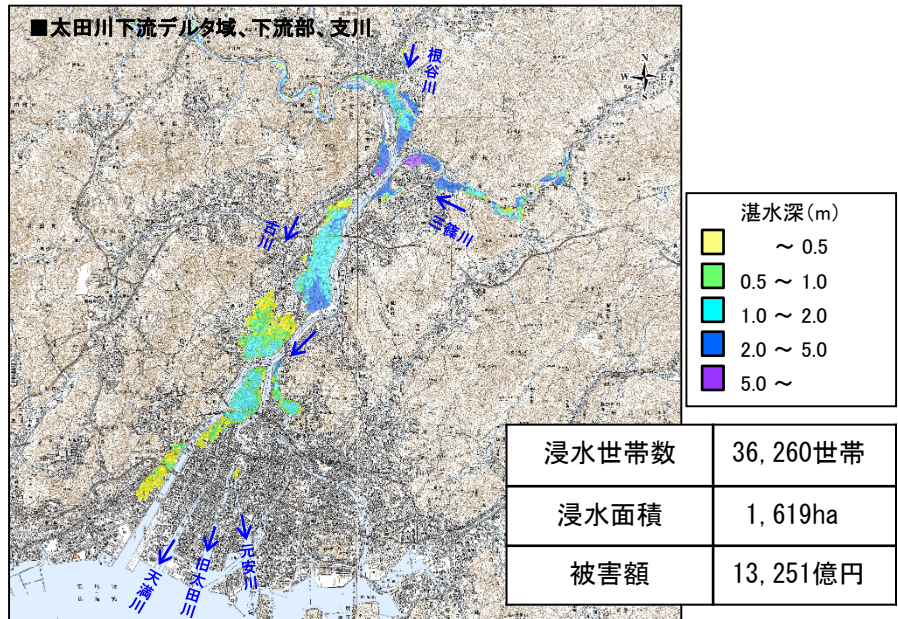 ■太田川下流デルタ域、下流部、支川
根谷川
N
W
E
S
三篠川
古川
天満川
旧太田川
元安川
湛水深(m)
～ 0.5
0.5 ～ 1.0
1.0 ～ 2.0
2.0 ～ 5.0
5.0 ～
浸水世帯数 36,260世帯
浸水面積 1,619ha
被害額 13,251億円